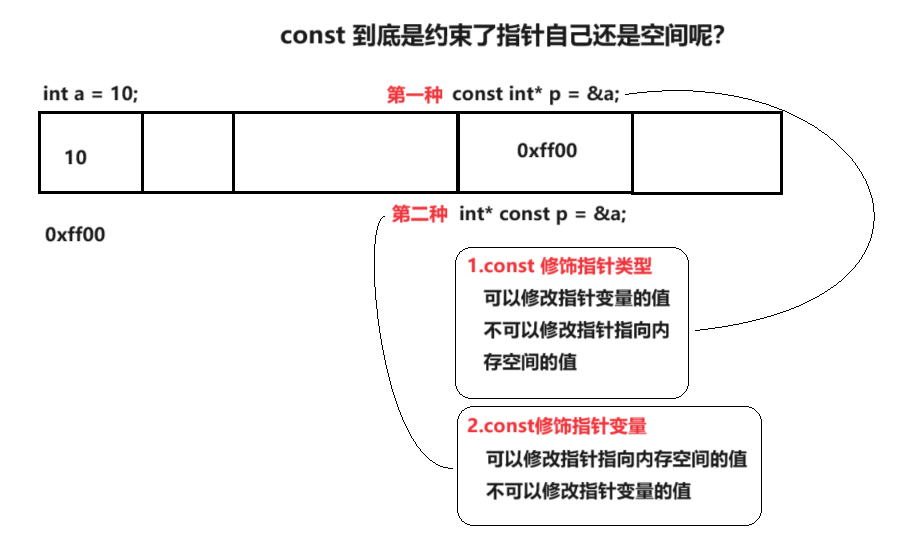 const 到底是约束了指针自己还是空间呢？
int a = 10;
第一种 const int* p = &a;
10
0xff00
第二种 int* const p = &a;
0xff00
1.const 修饰指针类型
可以修改指针变量的值
不可以修改指针指向内
存空间的值
2.const修饰指针变量
可以修改指针指向内存空间的值
不可以修改指针变量的值